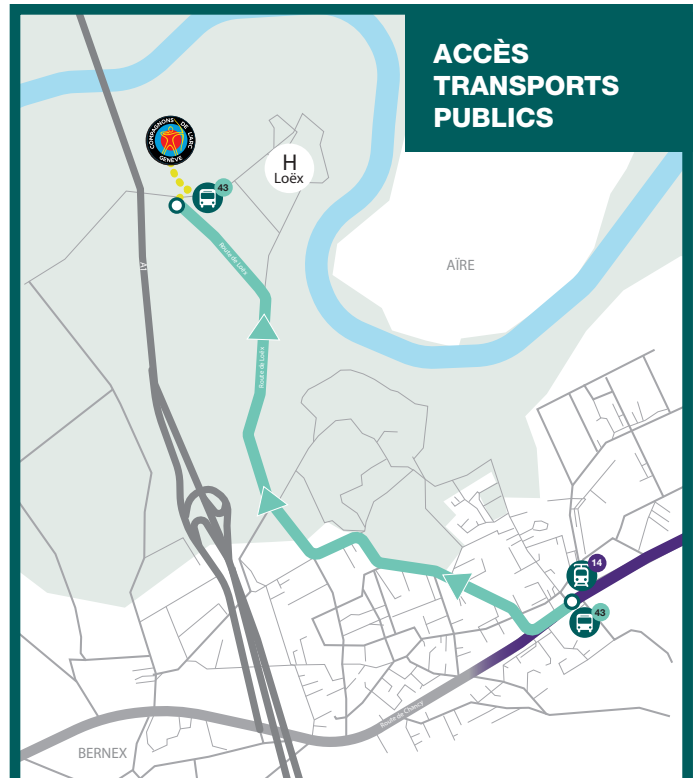 ACCÈS
TRANSPORTS
PUBLICS
COMPAGNONS DE L'ARC
GENÈVE
43
H
Loëx
Route de Loëx
A1
AÏRE
Route de Loëx
14
43
Route de Chancy
BERNEX